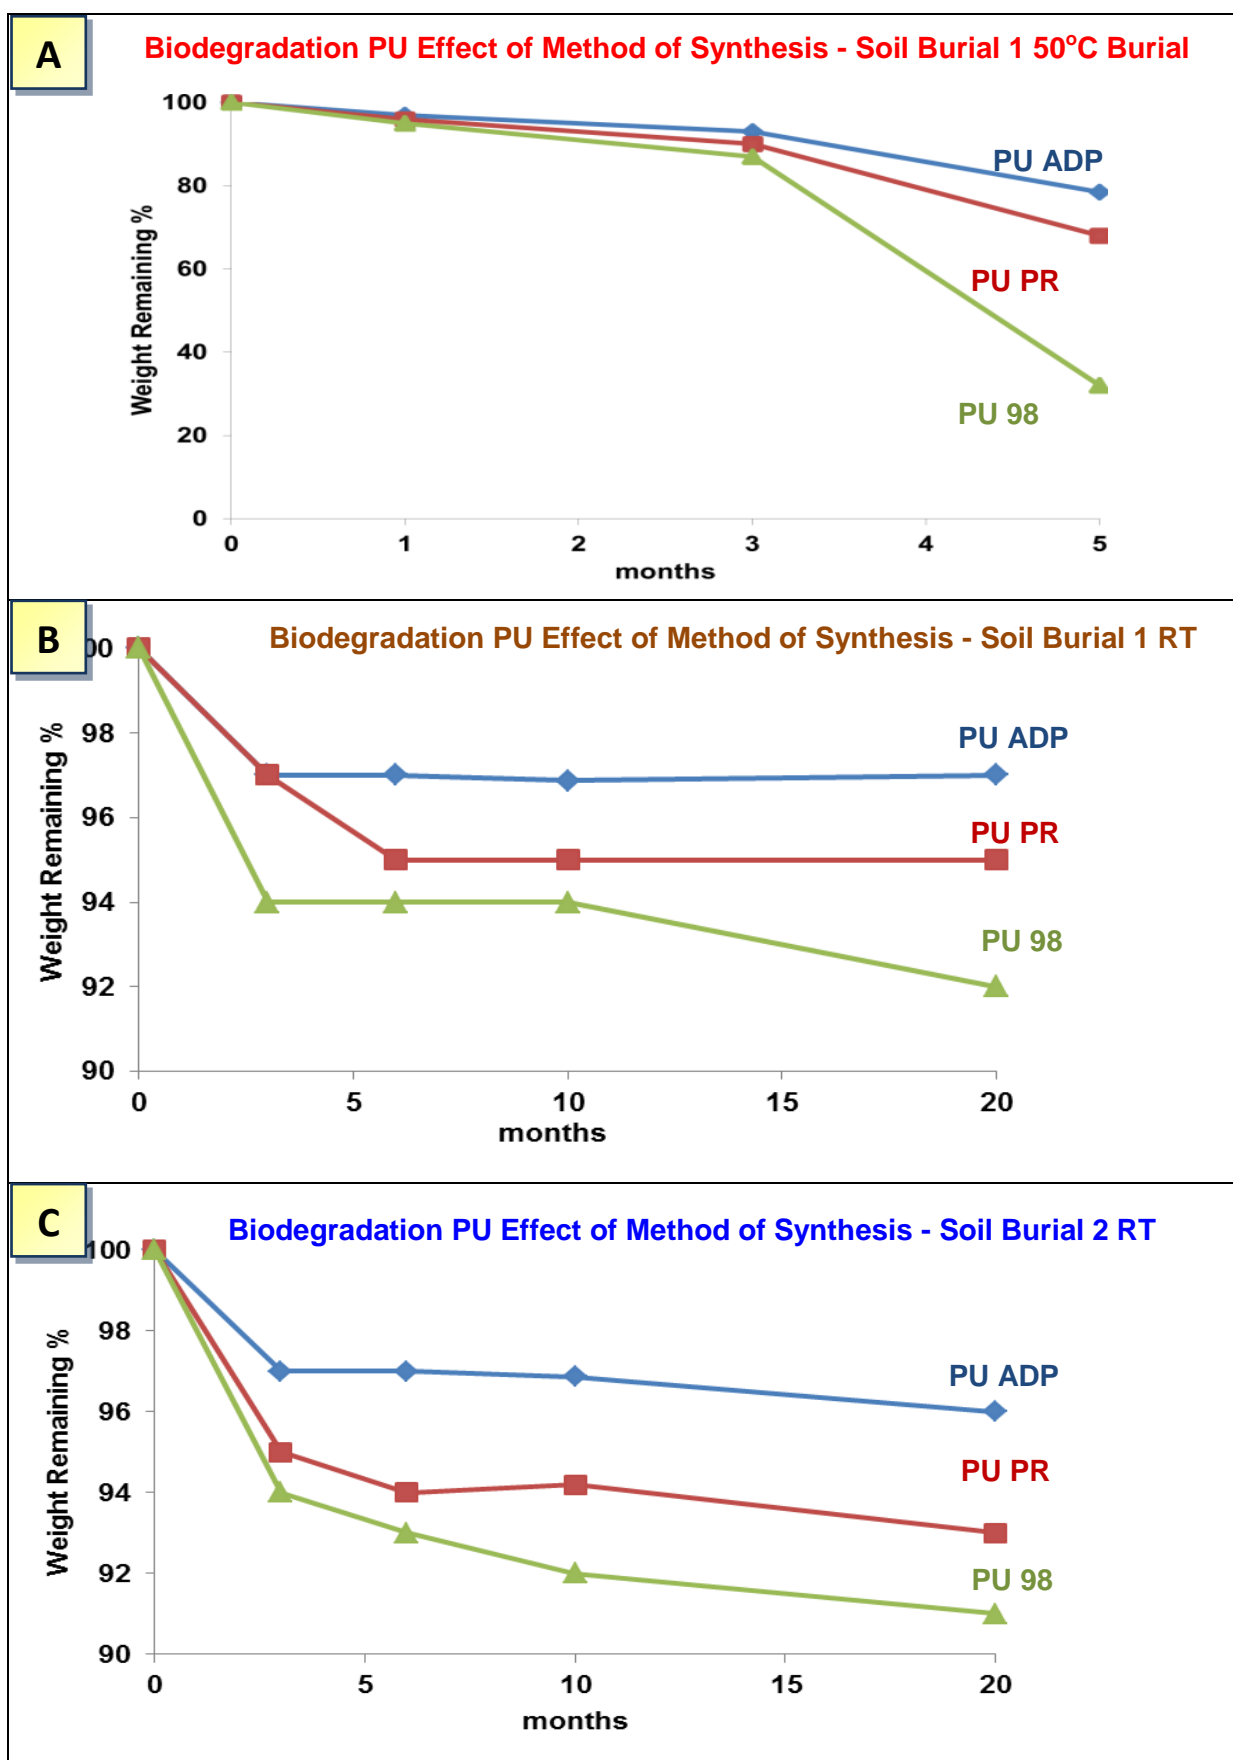 A
Biodegradation PU Effect of Method of Synthesis - Soil Burial 1 50°C Burial
100
80
60
40
20
0
Weight Remaining %
PU ADP
PU PR
PU 98
0 1 2 3 4 5
months
B
Biodegradation PU Effect of Method of Synthesis - Soil Burial 1 RT
00
98
96
94
92
90
Weight Remaining %
PU ADP
PU PR
PU 98
0 5 10 15 20
months
C
Biodegradation PU Effect of Method of Synthesis - Soil Burial 2 RT
100
98
96
94
92
90
Weight Remaining %
PU ADP
PU PR
PU 98
0 5 10 15 20
months